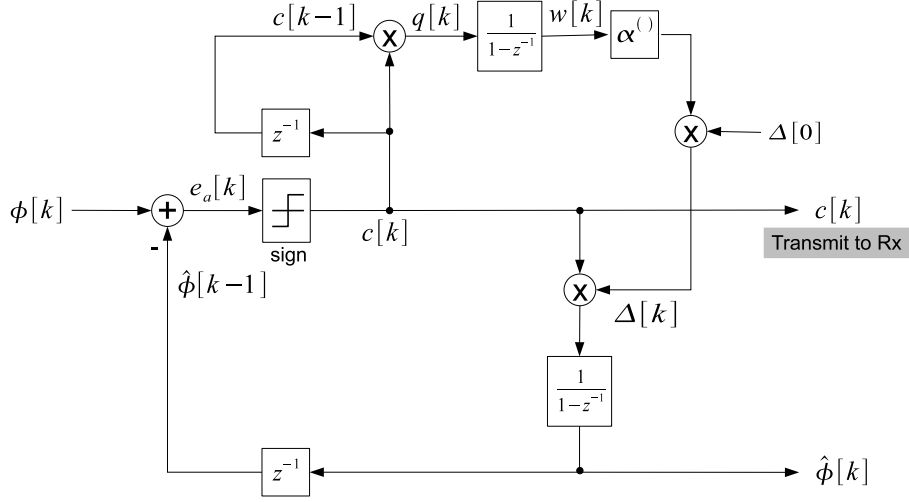 c[k−1]
q[k]
1
1−z⁻¹
w[k]
α⁽⁾
x
z⁻¹
x
Δ[0]
ϕ[k]
+
-
e_a[k]
sign
c[k]
c[k]
Transmit to Rx
ϕ̂[k−1]
x
Δ[k]
1
1−z⁻¹
z⁻¹
ϕ̂[k]